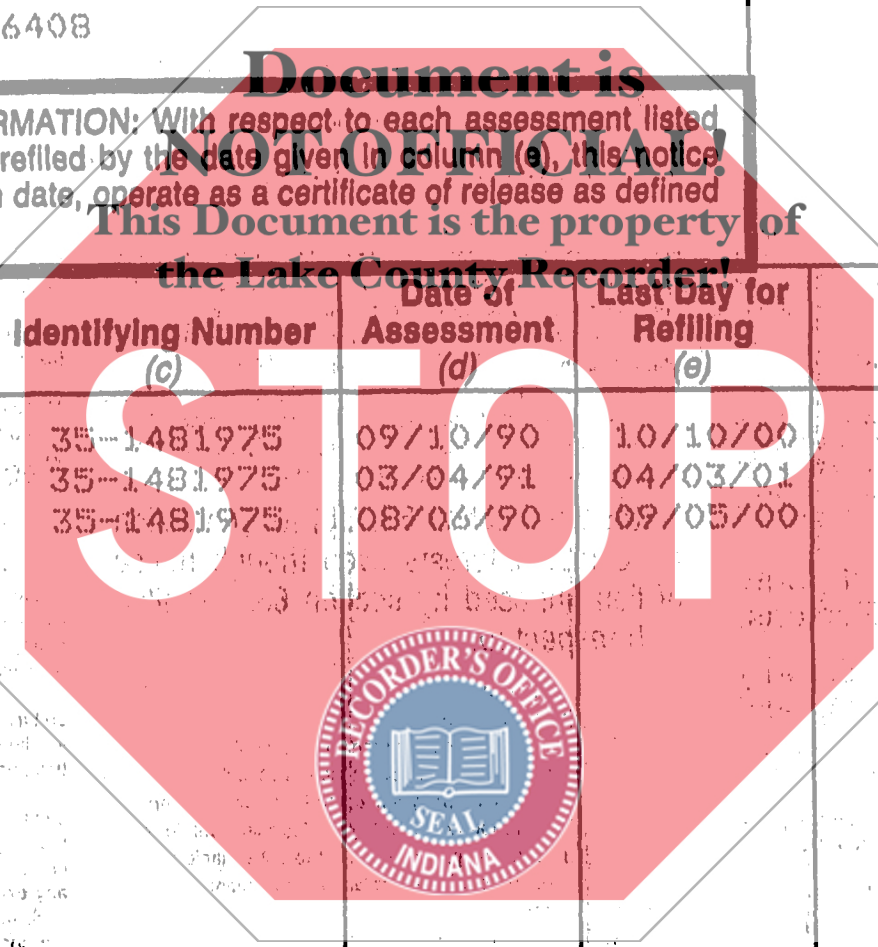 6408
Document is
RMATION: With respect to each assessment listed
NOT OFFICIAL!
refiled by the date given in column (e), this notice
date, operate as a certificate of release as defined
This Document is the property of
the Lake County Recorder!
Identifying Number (c) Date of Assessment (d) Last Day for Refiling (e)
STOP
35-1481975 09/10/90 10/10/00
35-1481975 03/04/91 04/03/01
35-1481975 08/06/90 09/05/00
RECORDER'S OFFICE
SEAL
INDIANA